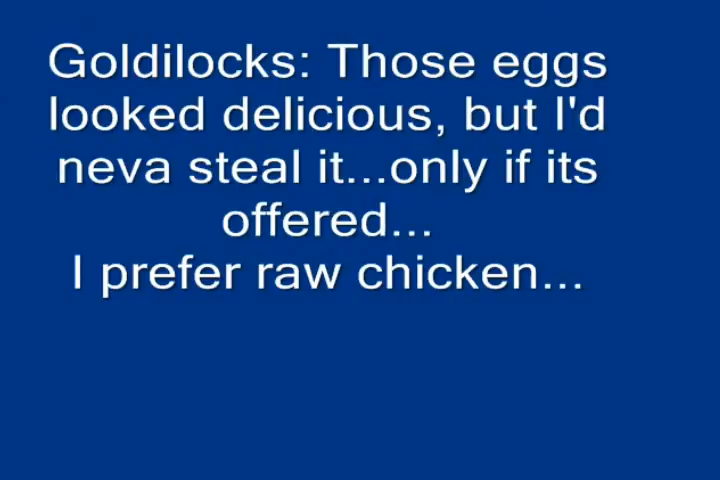 Goldilocks: Those eggs
looked delicious, but I'd
neva steal it...only if its
offered...
I prefer raw chicken...